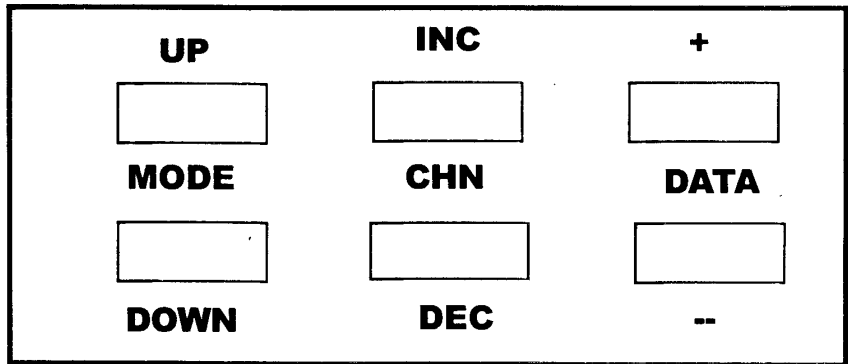 UP INC +
MODE CHN DATA
DOWN DEC --